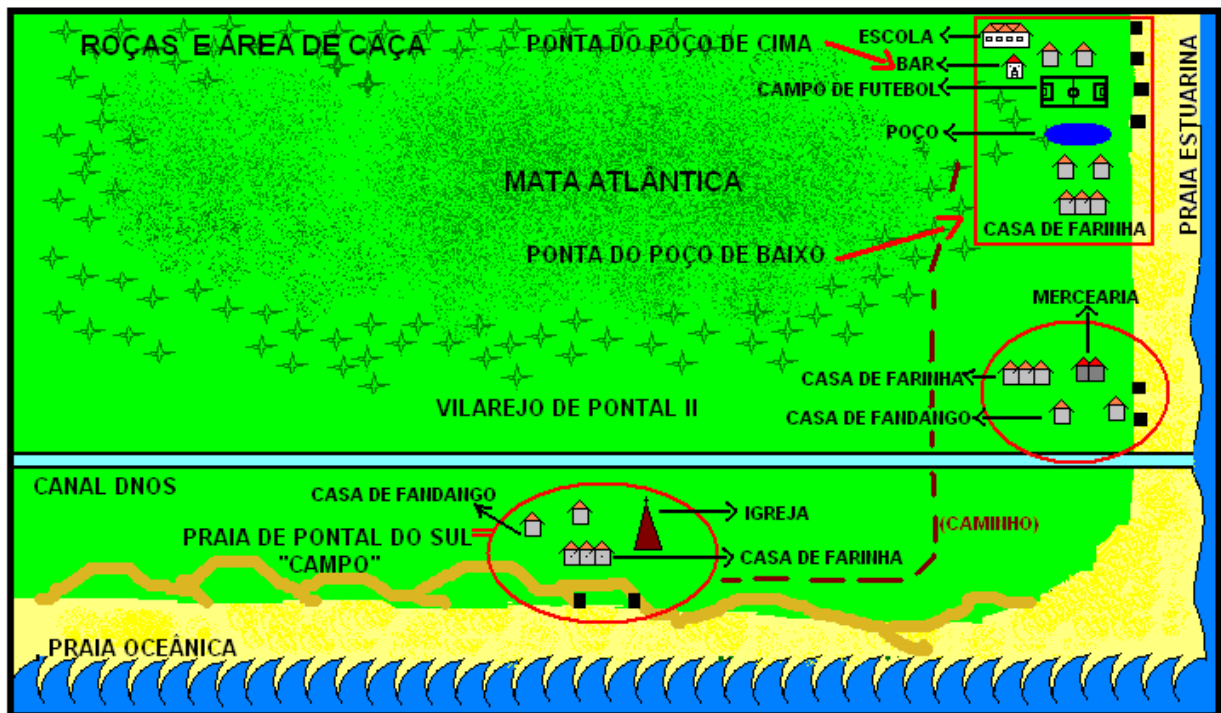 ROÇAS E ÁREA DE CAÇA
PONTA DO POÇO DE CIMA
ESCOLA
BAR
CAMPO DE FUTEBOL
POÇO
PRAIA ESTUARINA
MATA ATLÂNTICA
CASA DE FARINHA
PONTA DO POÇO DE BAIXO
MERCEARIA
CASA DE FARINHA
VILAREJO DE PONTAL II
CASA DE FANDANGO
CANAL DNOS
CASA DE FANDANGO
IGREJA
(CAMINHO)
PRAIA DE PONTAL DO SUL
"CAMPO"
CASA DE FARINHA
PRAIA OCEÂNICA